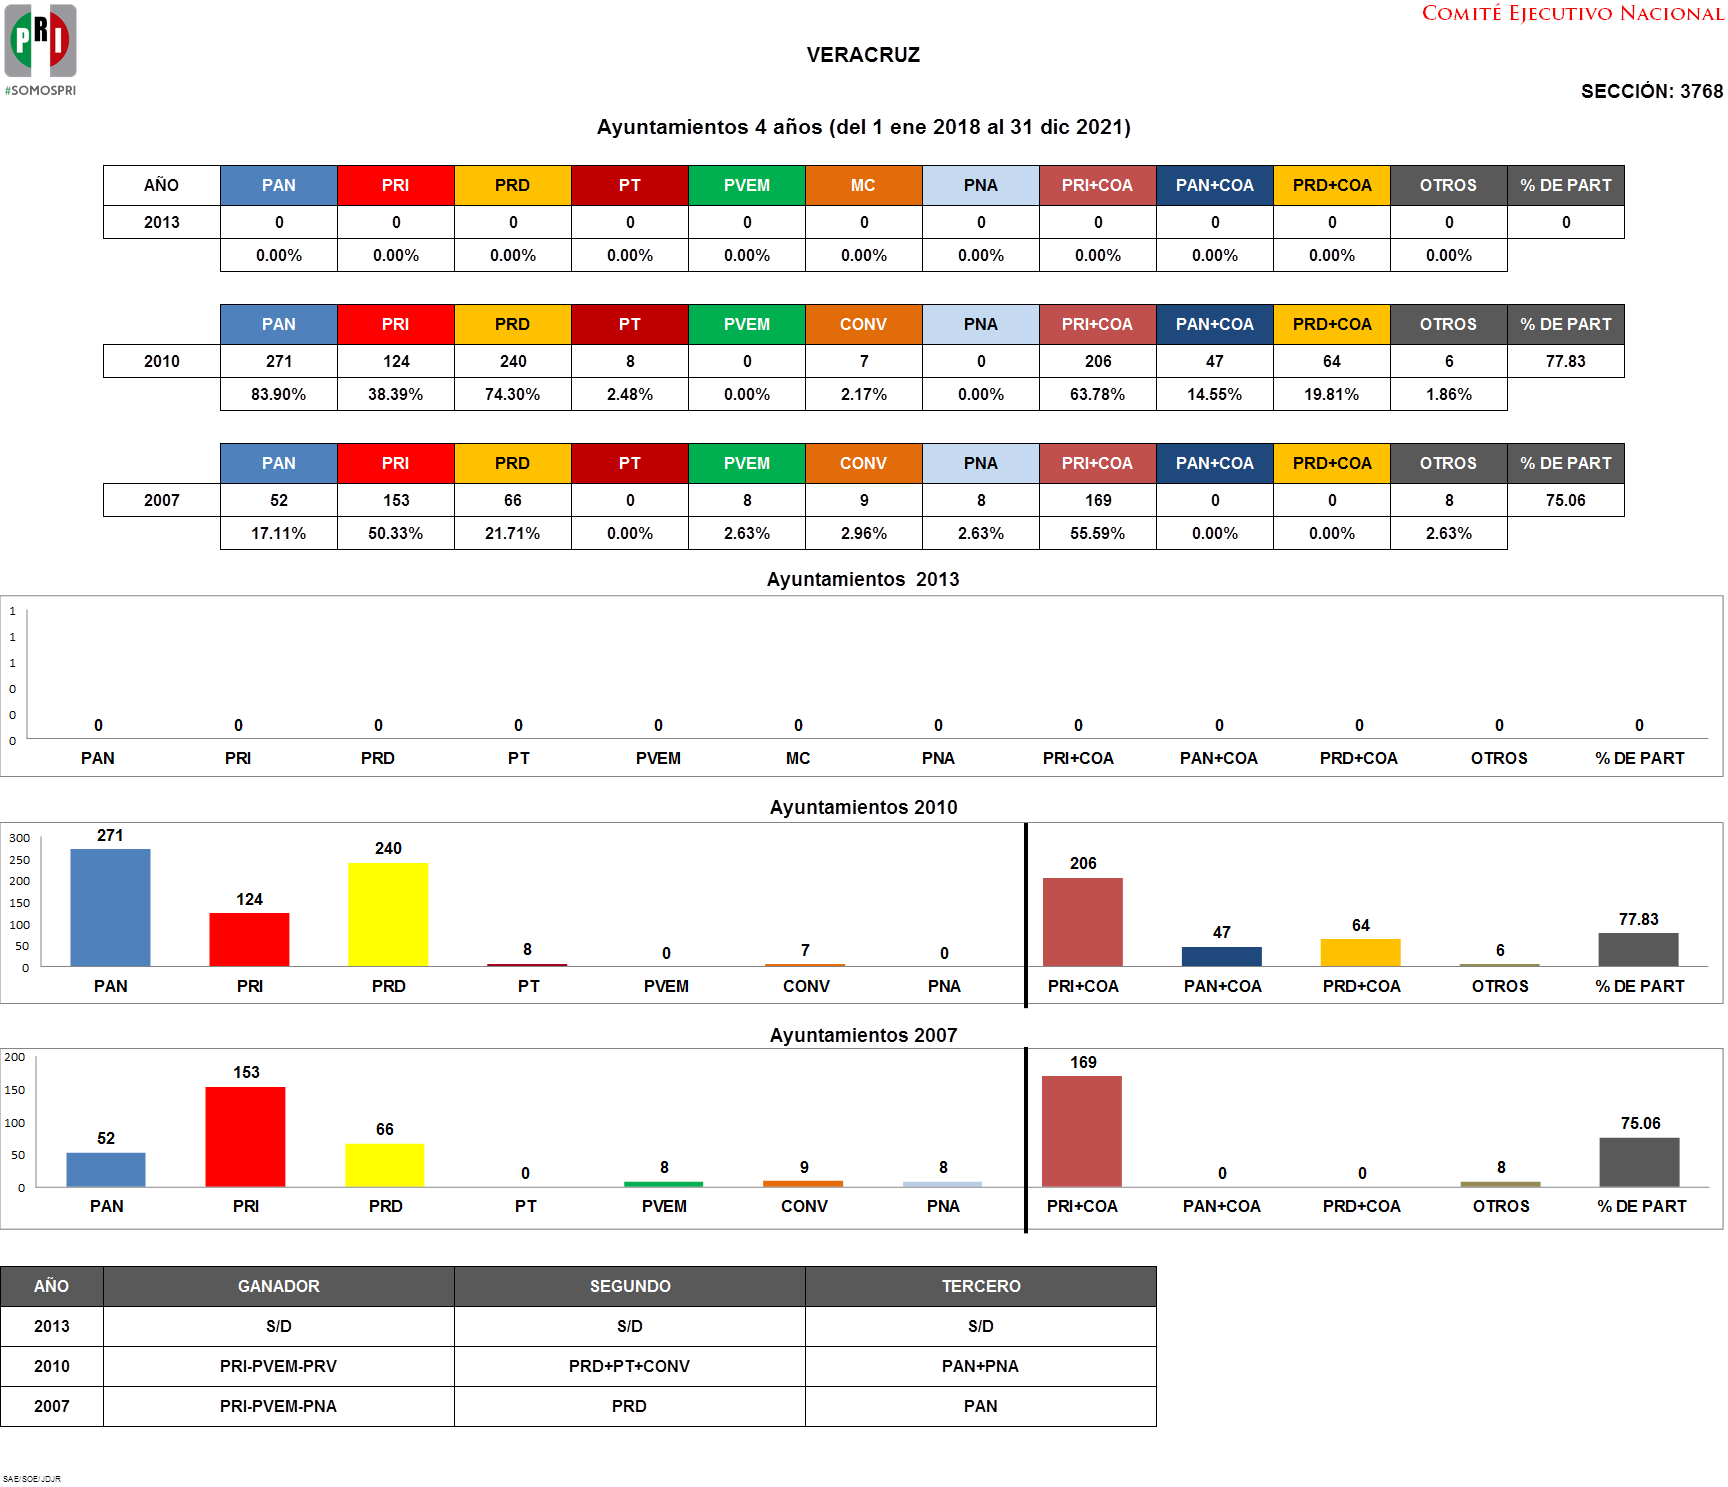 PRI
#SOMOSPRI
COMITÉ EJECUTIVO NACIONAL
VERACRUZ
SECCIÓN: 3768
Ayuntamientos 4 años (del 1 ene 2018 al 31 dic 2021)
AÑO PAN PRI PRD PT PVEM MC PNA PRI+COA PAN+COA PRD+COA OTROS % DE PART
2013 0 0 0 0 0 0 0 0 0 0 0 0
0.00% 0.00% 0.00% 0.00% 0.00% 0.00% 0.00% 0.00% 0.00% 0.00% 0.00%
PAN PRI PRD PT PVEM CONV PNA PRI+COA PAN+COA PRD+COA OTROS % DE PART
2010 271 124 240 8 0 7 0 206 47 64 6 77.83
83.90% 38.39% 74.30% 2.48% 0.00% 2.17% 0.00% 63.78% 14.55% 19.81% 1.86%
PAN PRI PRD PT PVEM CONV PNA PRI+COA PAN+COA PRD+COA OTROS % DE PART
2007 52 153 66 0 8 9 8 169 0 0 8 75.06
17.11% 50.33% 21.71% 0.00% 2.63% 2.96% 2.63% 55.59% 0.00% 0.00% 2.63%
Ayuntamientos 2013
1
1
1
0
0
0
0 0 0 0 0 0 0 0 0 0 0 0
PAN PRI PRD PT PVEM MC PNA PRI+COA PAN+COA PRD+COA OTROS % DE PART
Ayuntamientos 2010
300
250
200
150
100
50
0
271 124 240 8 0 7 0 206 47 64 6 77.83
PAN PRI PRD PT PVEM CONV PNA PRI+COA PAN+COA PRD+COA OTROS % DE PART
Ayuntamientos 2007
200
150
100
50
0
52 153 66 0 8 9 8 169 0 0 8 75.06
PAN PRI PRD PT PVEM CONV PNA PRI+COA PAN+COA PRD+COA OTROS % DE PART
AÑO GANADOR SEGUNDO TERCERO
2013 S/D S/D S/D
2010 PRI-PVEM-PRV PRD+PT+CONV PAN+PNA
2007 PRI-PVEM-PNA PRD PAN
SAE/SOE/JDJR